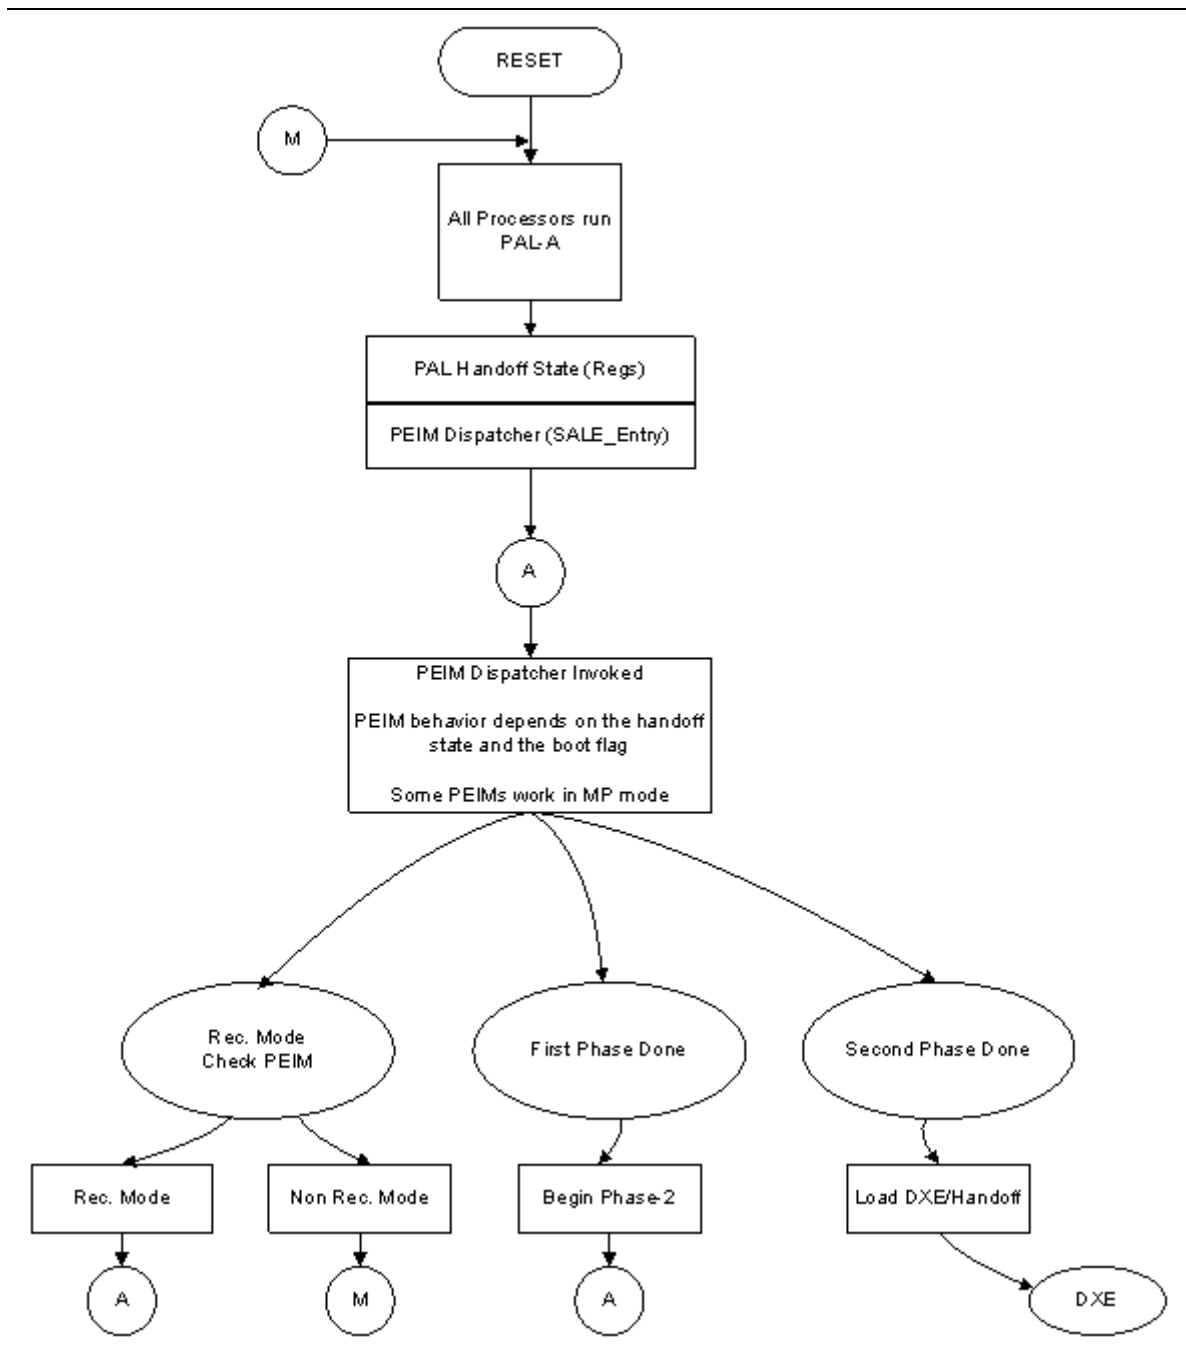 RESET
M
All Processors run
PAL-A
PAL Handoff State (Regs)
PEIM Dispatcher (SALE_Entry)
A
PEIM Dispatcher Invoked
PEIM behavior depends on the handoff
state and the boot flag
Some PEIMs work in MP mode
Rec. Mode
Check PEIM
First Phase Done
Second Phase Done
Rec. Mode
Non Rec. Mode
Begin Phase-2
Load DXE/Handoff
A
M
A
DXE